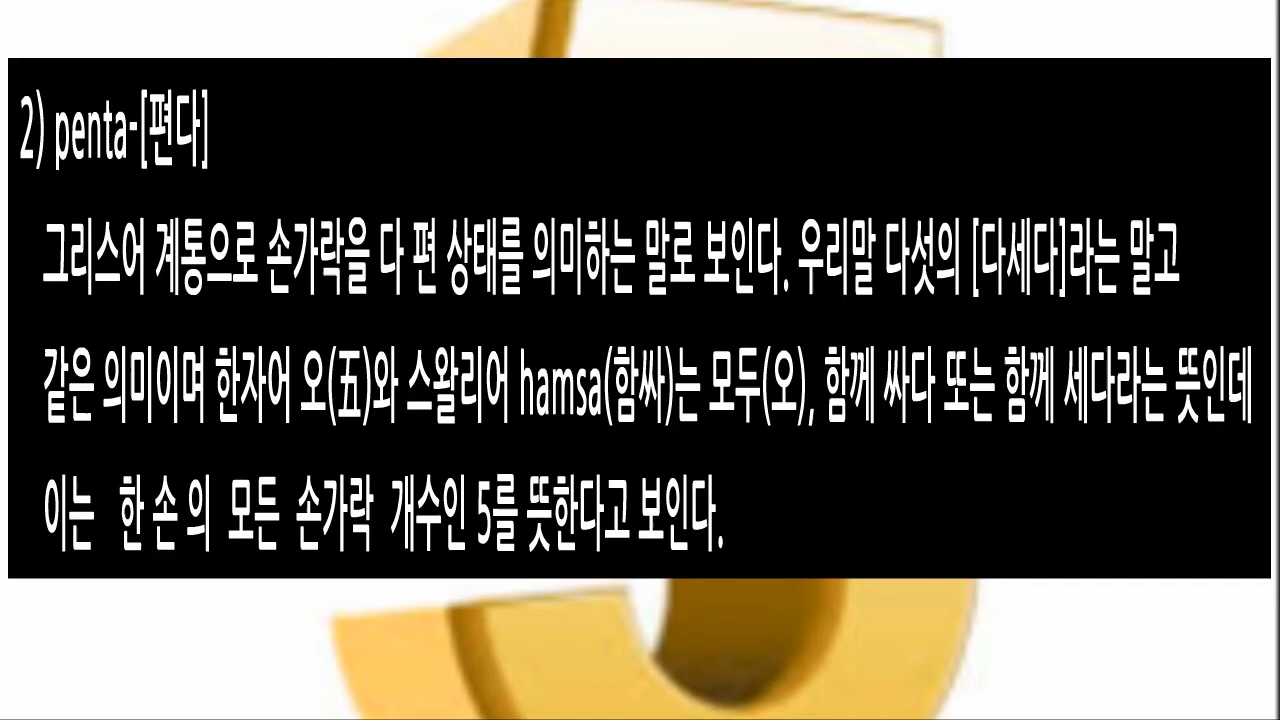 2) penta-[편다]
그리스어 계통으로 손가락을 다 편 상태를 의미하는 말로 보인다. 우리말 다섯의 [다세다]라는 말고
같은 의미이며 한자어 오(五)와 스왈리어 hamsa(함싸)는 모두(오), 함께 싸다 또는 함께 세다라는 뜻인데
이는 한 손 의 모든 손가락 개수인 5를 뜻한다고 보인다.